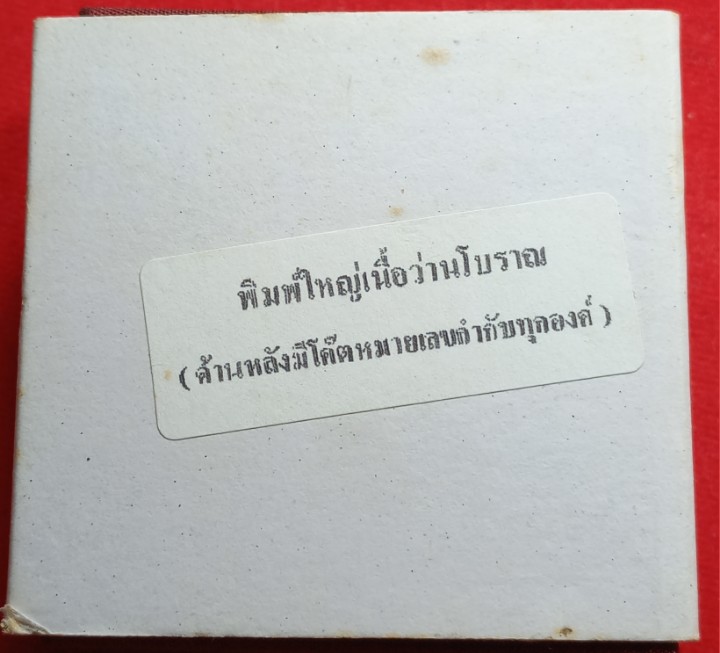 พิมพ์ใหญ่เนื้อว่านโบราณ
(ด้านหลังมีโค๊ตหมายเลขกำกับทุกองค์)